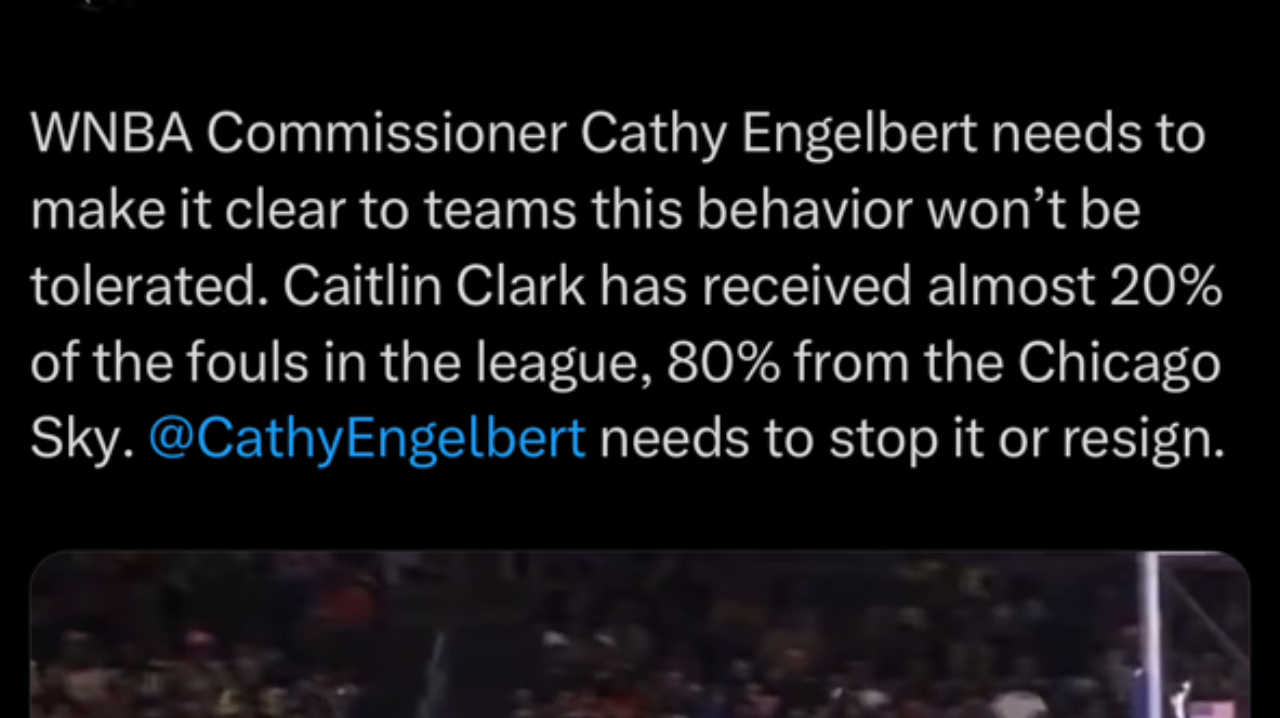 WNBA Commissioner Cathy Engelbert needs to
make it clear to teams this behavior won’t be
tolerated. Caitlin Clark has received almost 20%
of the fouls in the league, 80% from the Chicago
Sky. @CathyEngelbert needs to stop it or resign.